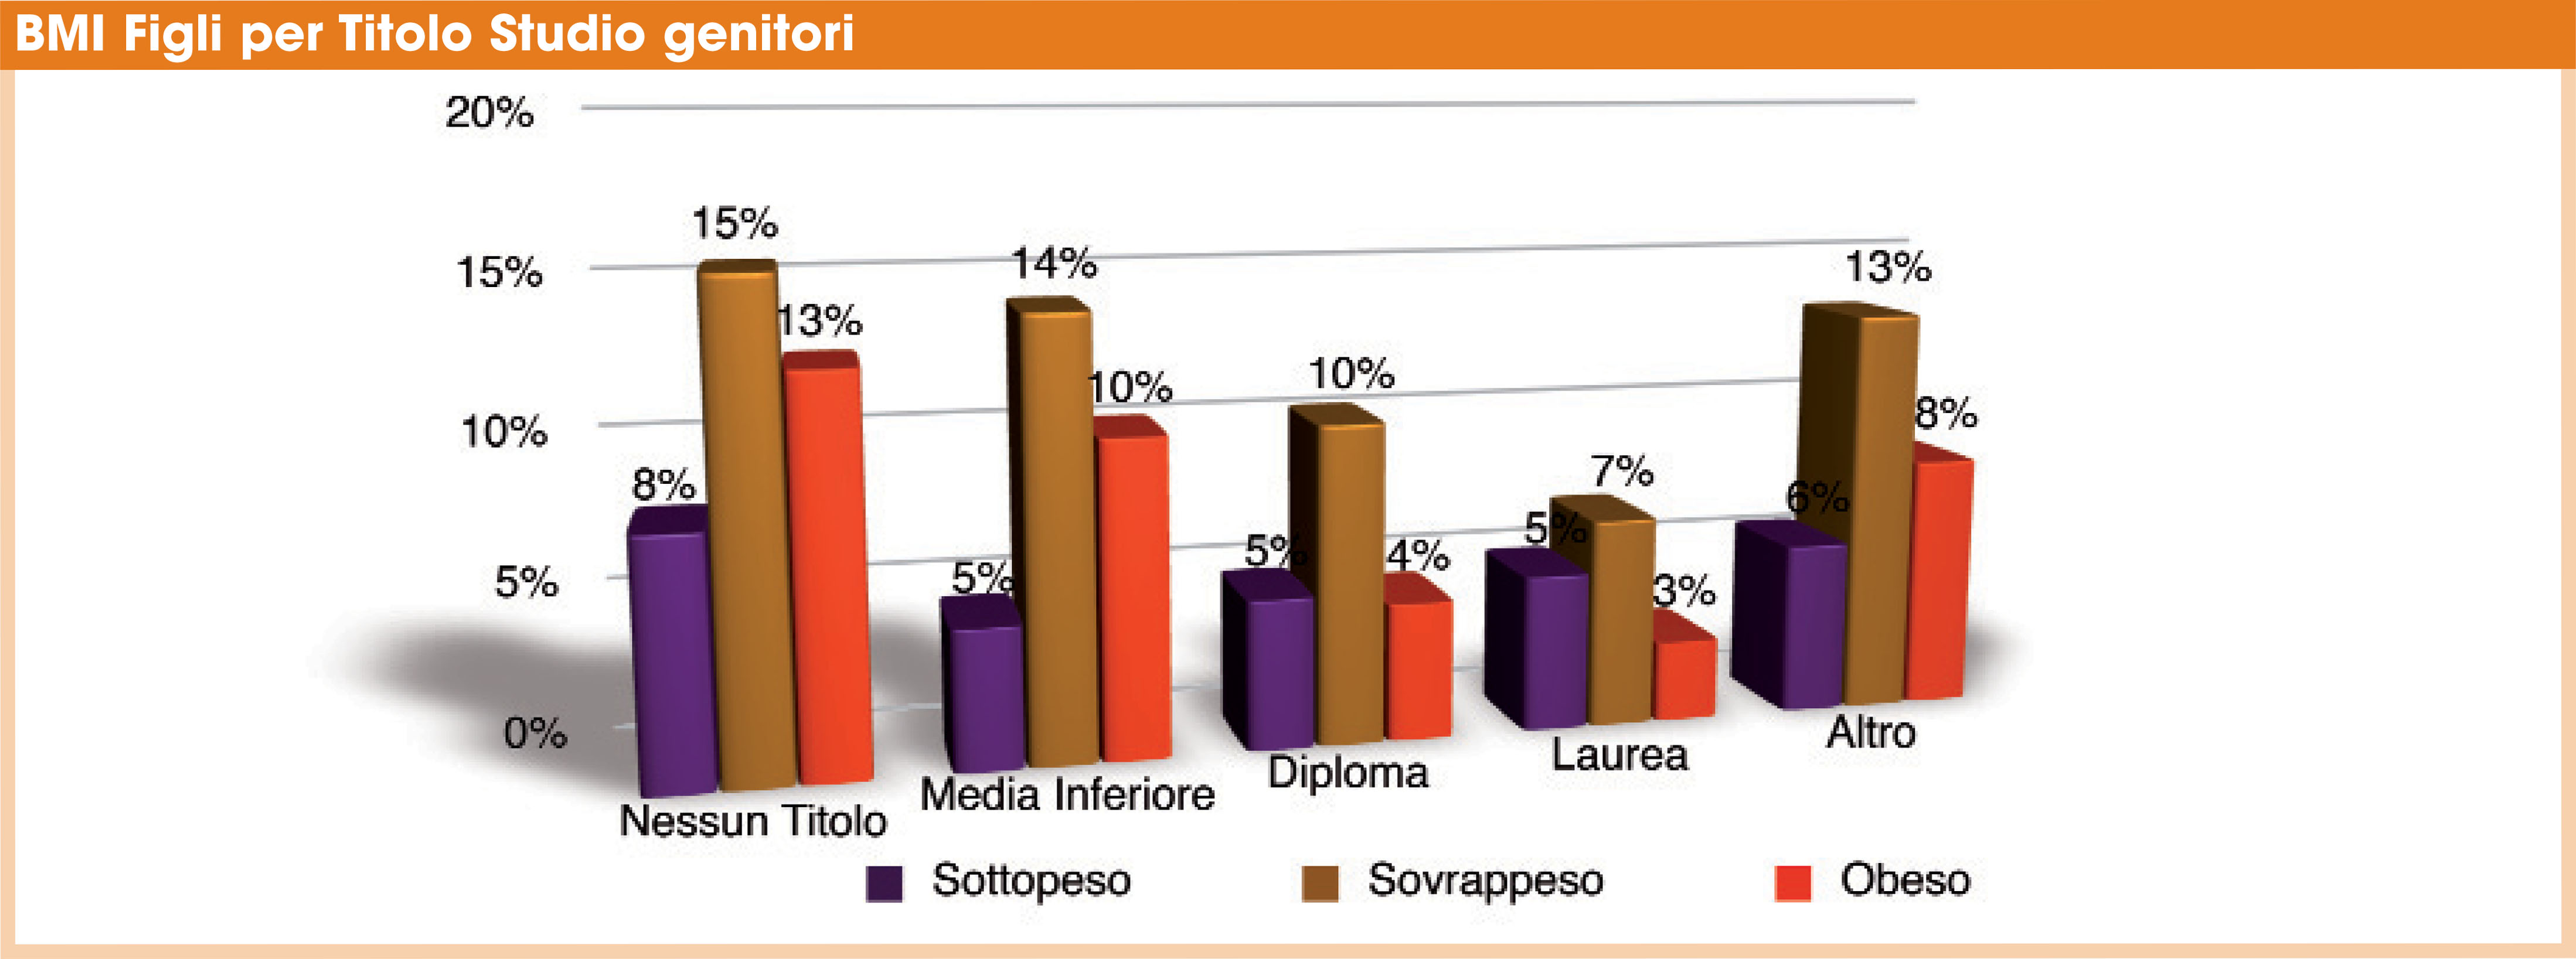 BMI Figli per Titolo Studio genitori
20%
15%
10%
5%
0%
8%
15%
13%
5%
14%
10%
5%
10%
4%
5%
7%
3%
6%
13%
8%
Nessun Titolo
Media Inferiore
Diploma
Laurea
Altro
Sottopeso
Sovrappeso
Obeso